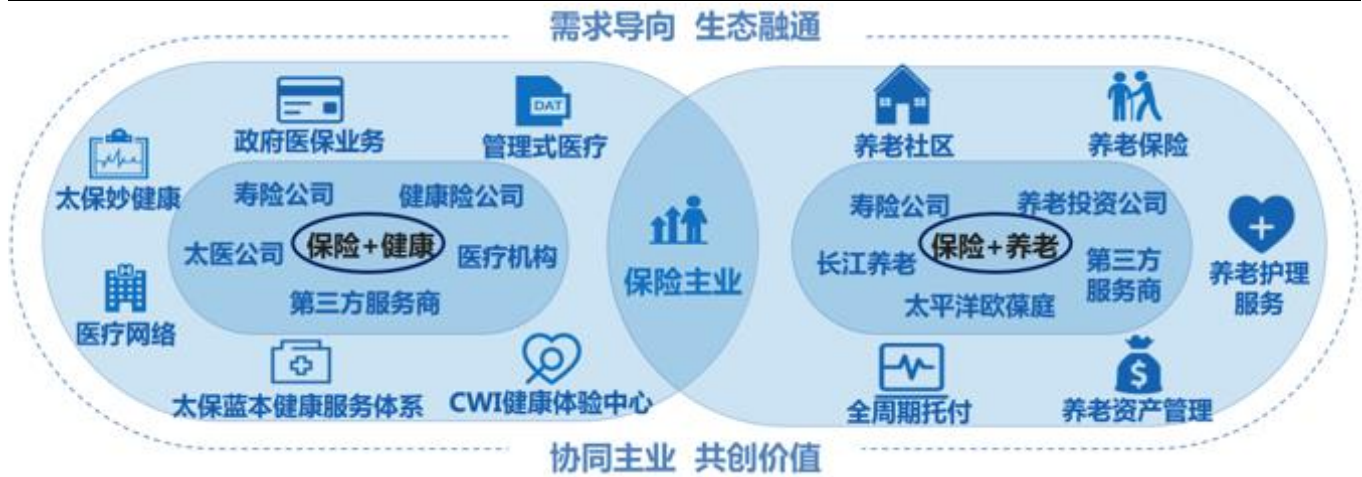 需求导向 生态融通
政府医保业务
DAT
管理式医疗
太保妙健康
寿险公司
健康险公司
太医公司
保险+健康
医疗机构
第三方服务商
医疗网络
太保蓝本健康服务体系
CWI健康体验中心
保险主业
养老社区
养老保险
寿险公司
养老投资公司
长江养老
保险+养老
第三方
服务商
太平洋欧葆庭
养老护理
服务
全周期托付
$
养老资产管理
协同主业 共创价值